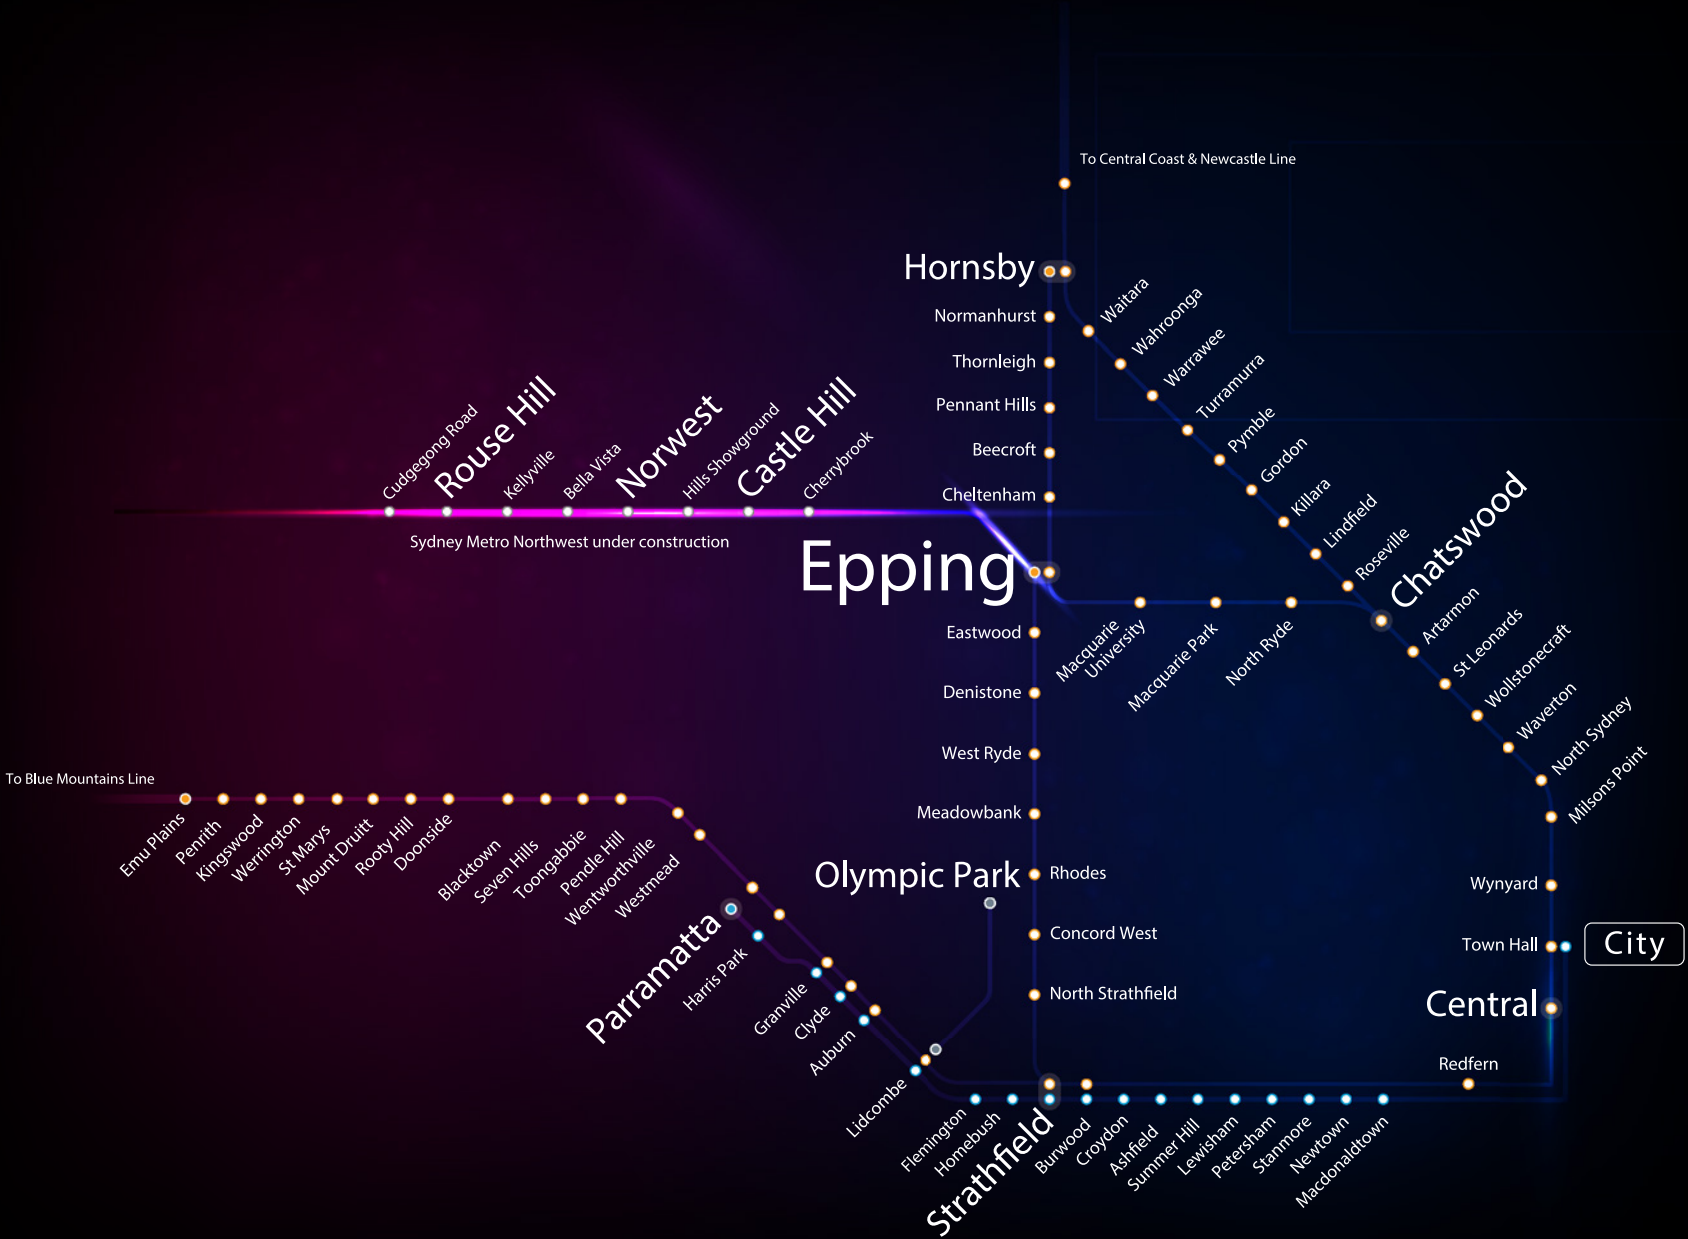 To Central Coast & Newcastle Line
Hornsby
Normanhurst
Thornleigh
Pennant Hills
Beecroft
Cheltenham
Epping
Waitara
Wahroonga
Warrawee
Turramurra
Pymble
Gordon
Killara
Lindfield
Roseville
Chatswood
Artarmon
St Leonards
Wollstonecraft
Waverton
North Sydney
Milsons Point
Cudgegong Road
Rouse Hill
Kellyville
Bella Vista
Norwest
Hills Showground
Castle Hill
Cherrybrook
Sydney Metro Northwest under construction
Macquarie
University
Macquarie Park
North Ryde
Eastwood
Denistone
West Ryde
Meadowbank
Rhodes
Concord West
North Strathfield
Olympic Park
To Blue Mountains Line
Emu Plains
Penrith
Kingswood
Werrington
St Marys
Mount Druitt
Rooty Hill
Doonside
Blacktown
Seven Hills
Toongabbie
Pendle Hill
Wentworthville
Westmead
Parramatta
Harris Park
Granville
Clyde
Auburn
Lidcombe
Flemington
Homebush
Strathfield
Burwood
Croydon
Ashfield
Summer Hill
Lewisham
Petersham
Stanmore
Newtown
Macdonaldtown
Wynyard
Town Hall
City
Central
Redfern